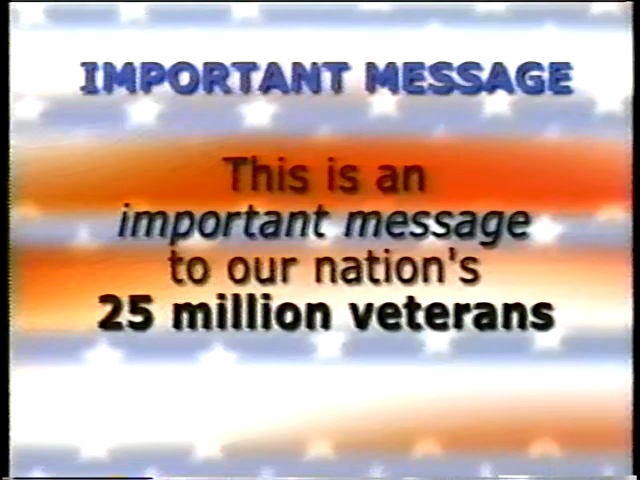 IMPORTANT MESSAGE
This is an
important message
to our nation's
25 million veterans